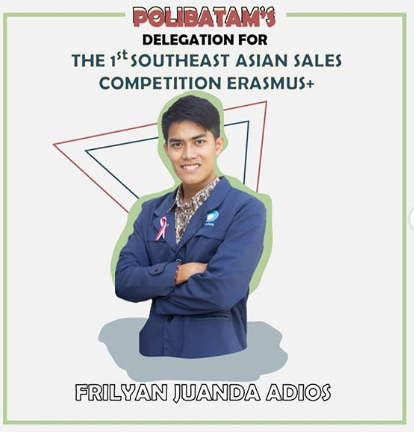 POLIBATAM'S
DELEGATION FOR
THE 1st SOUTHEAST ASIAN SALES
COMPETITION ERASMUS+
FRILYAN JUANDA ADIOS